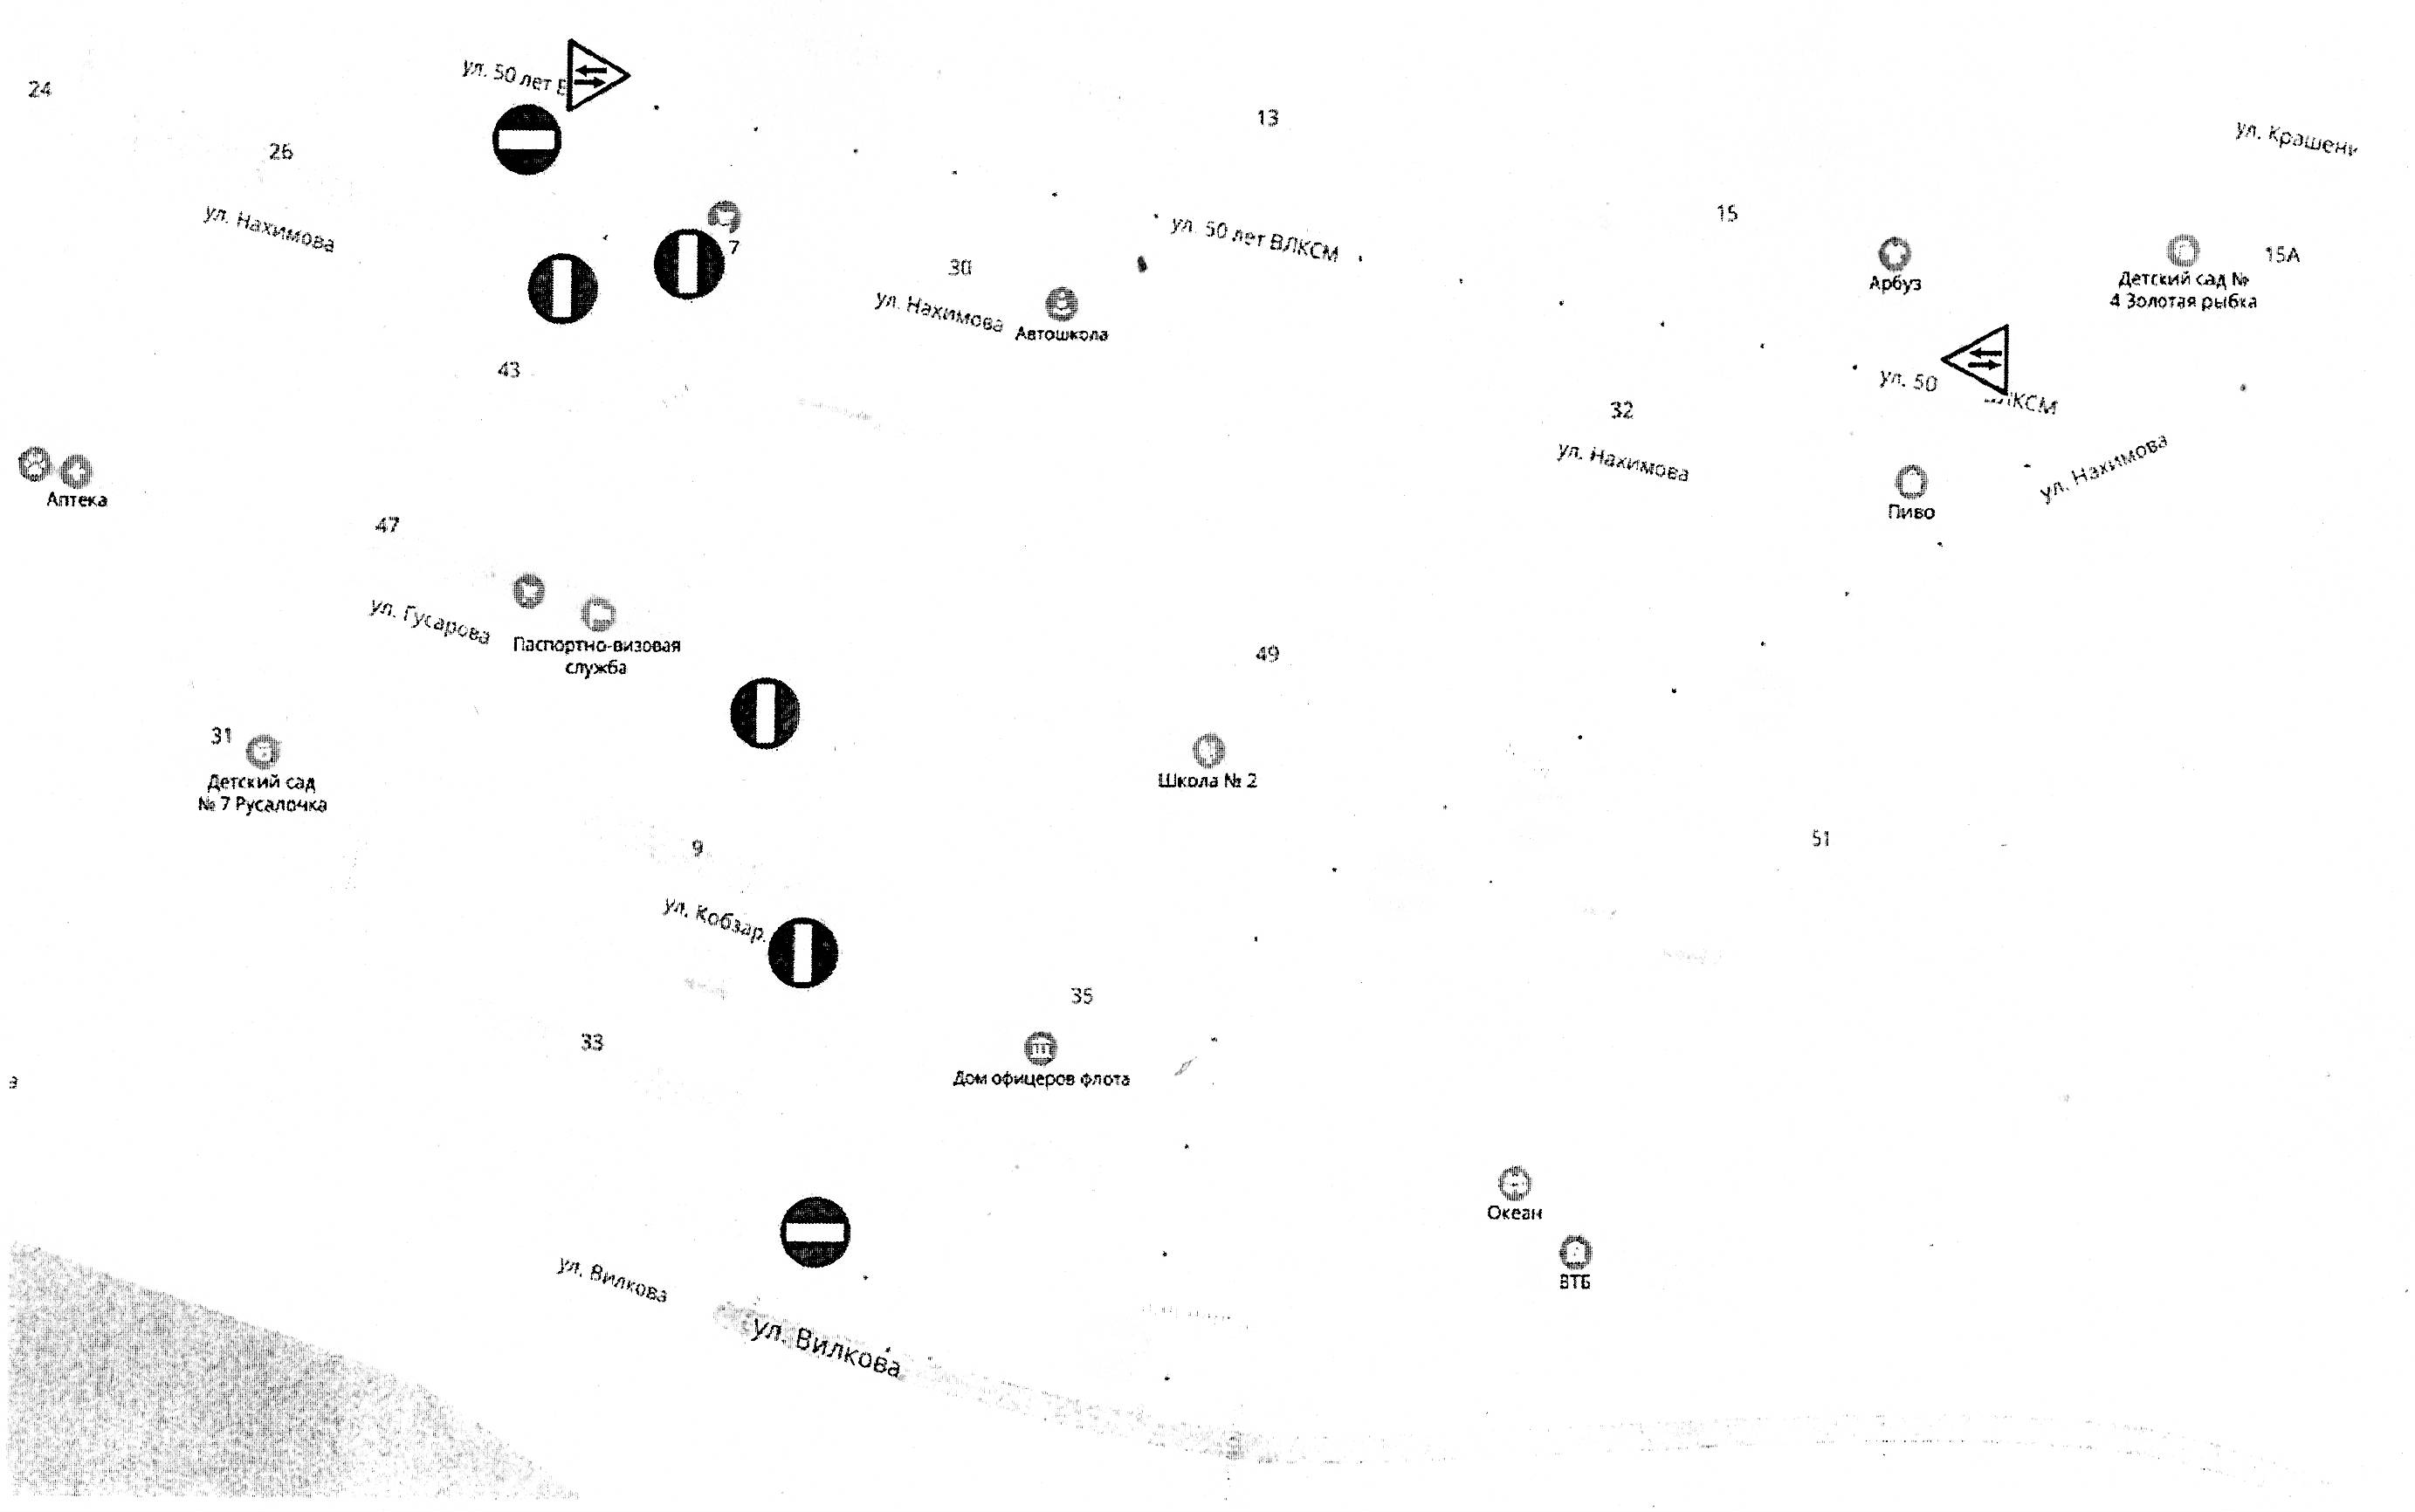 ул. 50 лет В
24
13
ул. Крашени
26
ул. Нахимова
15
ул. 50 лет ВЛКСМ
7
30
ул. Нахимова
Автошкола
Арбуз
Детский сад №
4 Золотая рыбка
15А
43
ул. 50
ВЛКСМ
32
ул. Нахимова
ул. Нахимова
Аптека
Пиво
47
ул. Гусарова
Паспортно-визовая
служба
49
31
Детский сад
№ 7 Русалочка
Школа № 2
9
51
ул. Кобзар
35
33
Дом офицеров флота
Океан
ВТБ
ул. Вилкова
ул. Вилкова